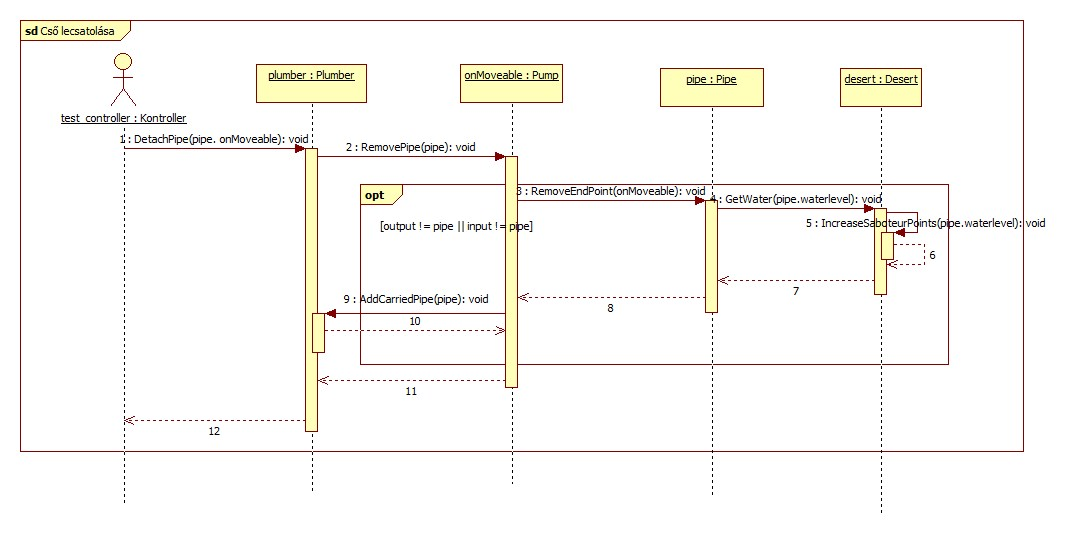 sd Cső lecsatolása
plumber : Plumber
onMoveable : Pump
pipe : Pipe
desert : Desert
test_controller : Kontroller
1 : DetachPipe(pipe. onMoveable): void
2 : RemovePipe(pipe): void
opt
3 : RemoveEndPoint(onMoveable): void
4 : GetWater(pipe.waterlevel): void
[output != pipe || input != pipe]
5 : IncreaseSaboteurPoints(pipe.waterlevel): void
6
7
8
9 : AddCarriedPipe(pipe): void
10
11
12